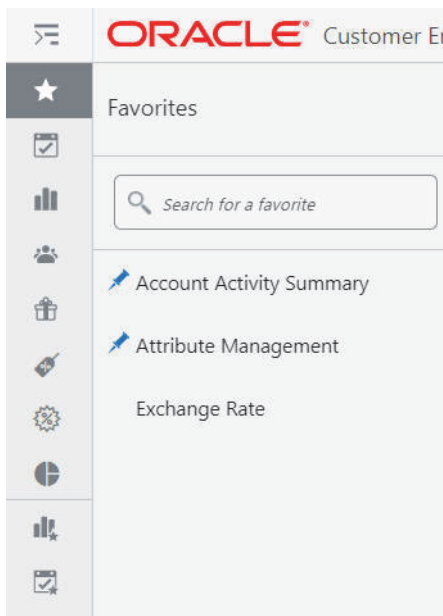 ORACLE® Customer
Favorites
Search for a favorite
Account Activity Summary
Attribute Management
Exchange Rate